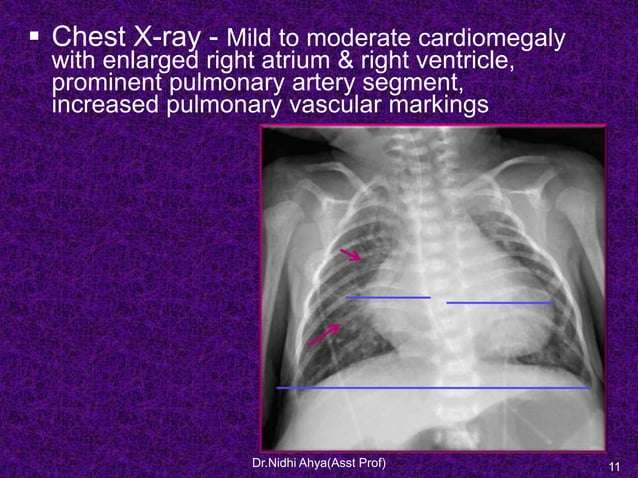 ▪ Chest X-ray - Mild to moderate cardiomegaly
with enlarged right atrium & right ventricle,
prominent pulmonary artery segment,
increased pulmonary vascular markings
Dr.Nidhi Ahya(Asst Prof)
11